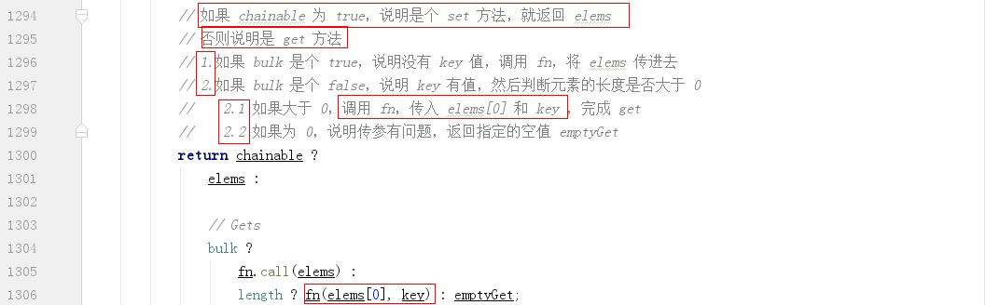 1294 // 如果 chainable 为 true，说明是个 set 方法，就返回 elems
1295 // 否则说明是 get 方法
1296 // 1.如果 bulk 是个 true，说明没有 key 值，调用 fn，将 elems 传进去
1297 // 2.如果 bulk 是个 false，说明 key 有值，然后判断元素的长度是否大于 0
1298 // 2.1 如果大于 0，调用 fn，传入 elems[0] 和 key ，完成 get
1299 // 2.2 如果为 0，说明传参有问题，返回指定的空值 emptyGet
1300 return chainable ?
1301 elems :
1302
1303 // Gets
1304 bulk ?
1305 fn.call(elems) :
1306 length ? fn(elems[0], key) : emptyGet;